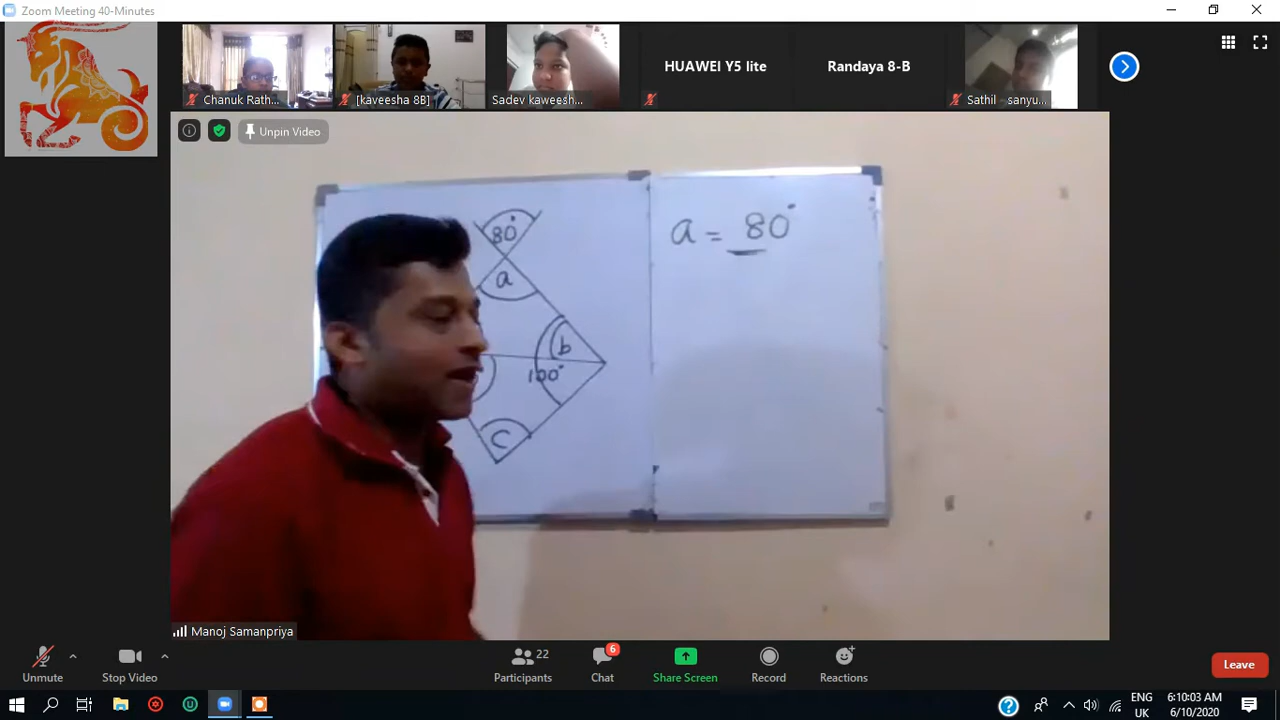 Zoom Meeting 40-Minutes
Chanuk Rath...
[kaveesha 8B]
Sadev kaweesh...
HUAWEI Y5 lite
Randaya 8-B
Sathil sanyu...
Unpin Video
80°
a
b
100°
c
a = 80°
Manoj Samanpriya
Unmute
Stop Video
22
Participants
6
Chat
Share Screen
Record
Reactions
Leave
ENG
UK
6:10:03 AM
6/10/2020